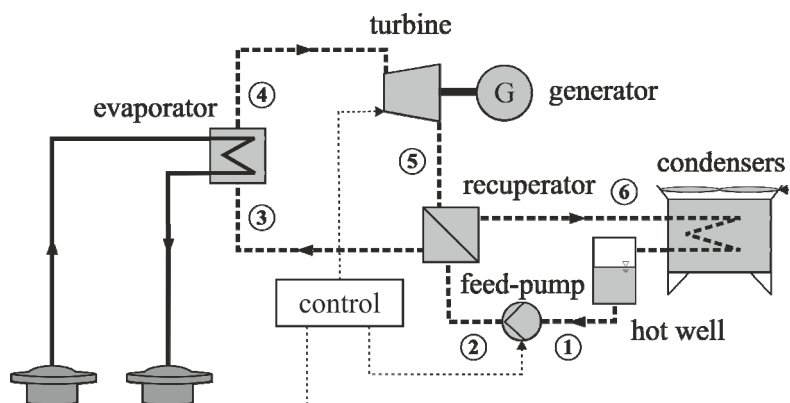 turbine
④
evaporator
G
generator
⑤
recuperator
⑥
condensers
③
control
feed-pump
②
①
hot well